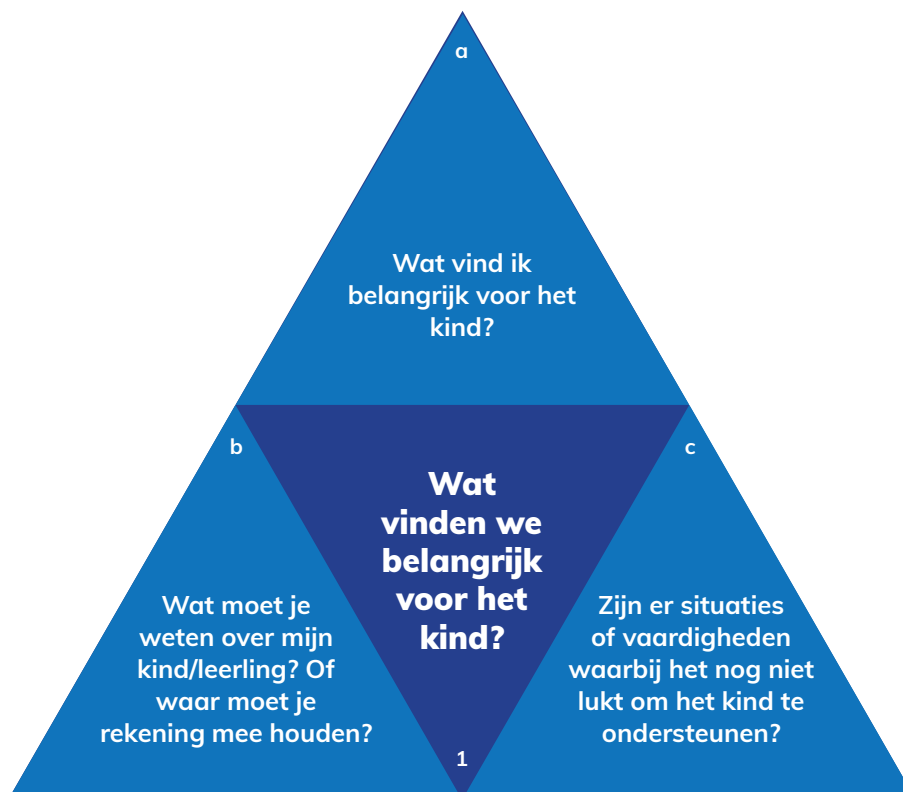 a
Wat vind ik
belangrijk voor het
kind?
b
c
Wat
vinden we
belangrijk
voor het
kind?
1
Wat moet je
weten over mijn
kind/leerling? Of
waar moet je
rekening mee houden?
Zijn er situaties
of vaardigheden
waarbij het nog niet
lukt om het kind te
ondersteunen?